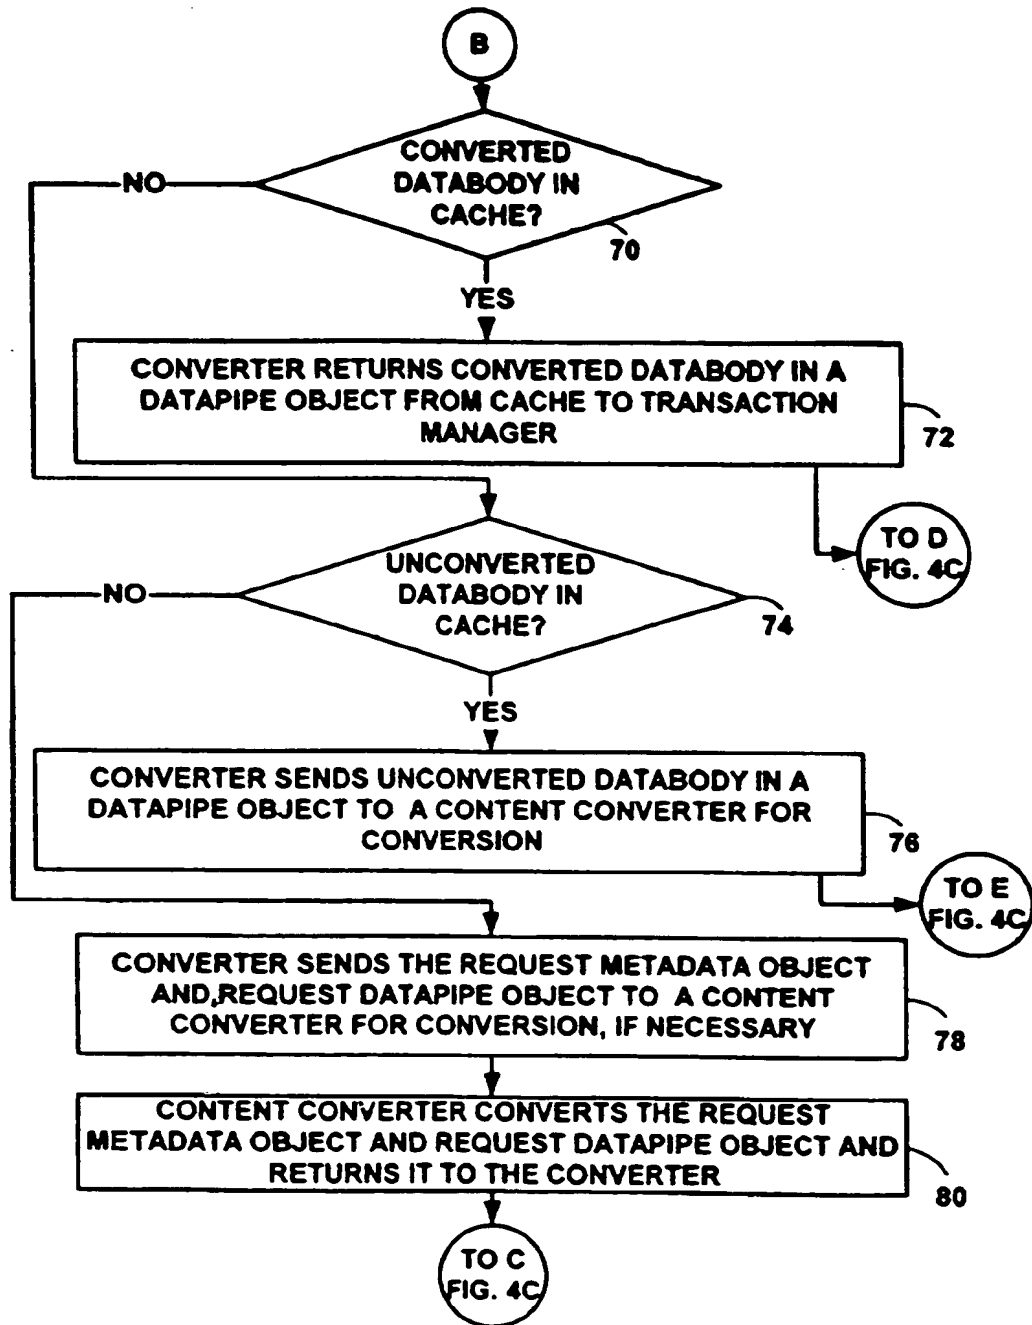 B
CONVERTED
DATABODY IN
CACHE?
NO
70
YES
CONVERTER RETURNS CONVERTED DATABODY IN A
DATAPIPE OBJECT FROM CACHE TO TRANSACTION
MANAGER
72
TO D
FIG. 4C
UNCONVERTED
DATABODY IN
CACHE?
NO
74
YES
CONVERTER SENDS UNCONVERTED DATABODY IN A
DATAPIPE OBJECT TO A CONTENT CONVERTER FOR
CONVERSION
76
TO E
FIG. 4C
CONVERTER SENDS THE REQUEST METADATA OBJECT
AND,REQUEST DATAPIPE OBJECT TO A CONTENT
CONVERTER FOR CONVERSION, IF NECESSARY
78
CONTENT CONVERTER CONVERTS THE REQUEST
METADATA OBJECT AND REQUEST DATAPIPE OBJECT AND
RETURNS IT TO THE CONVERTER
80
TO C
FIG. 4C